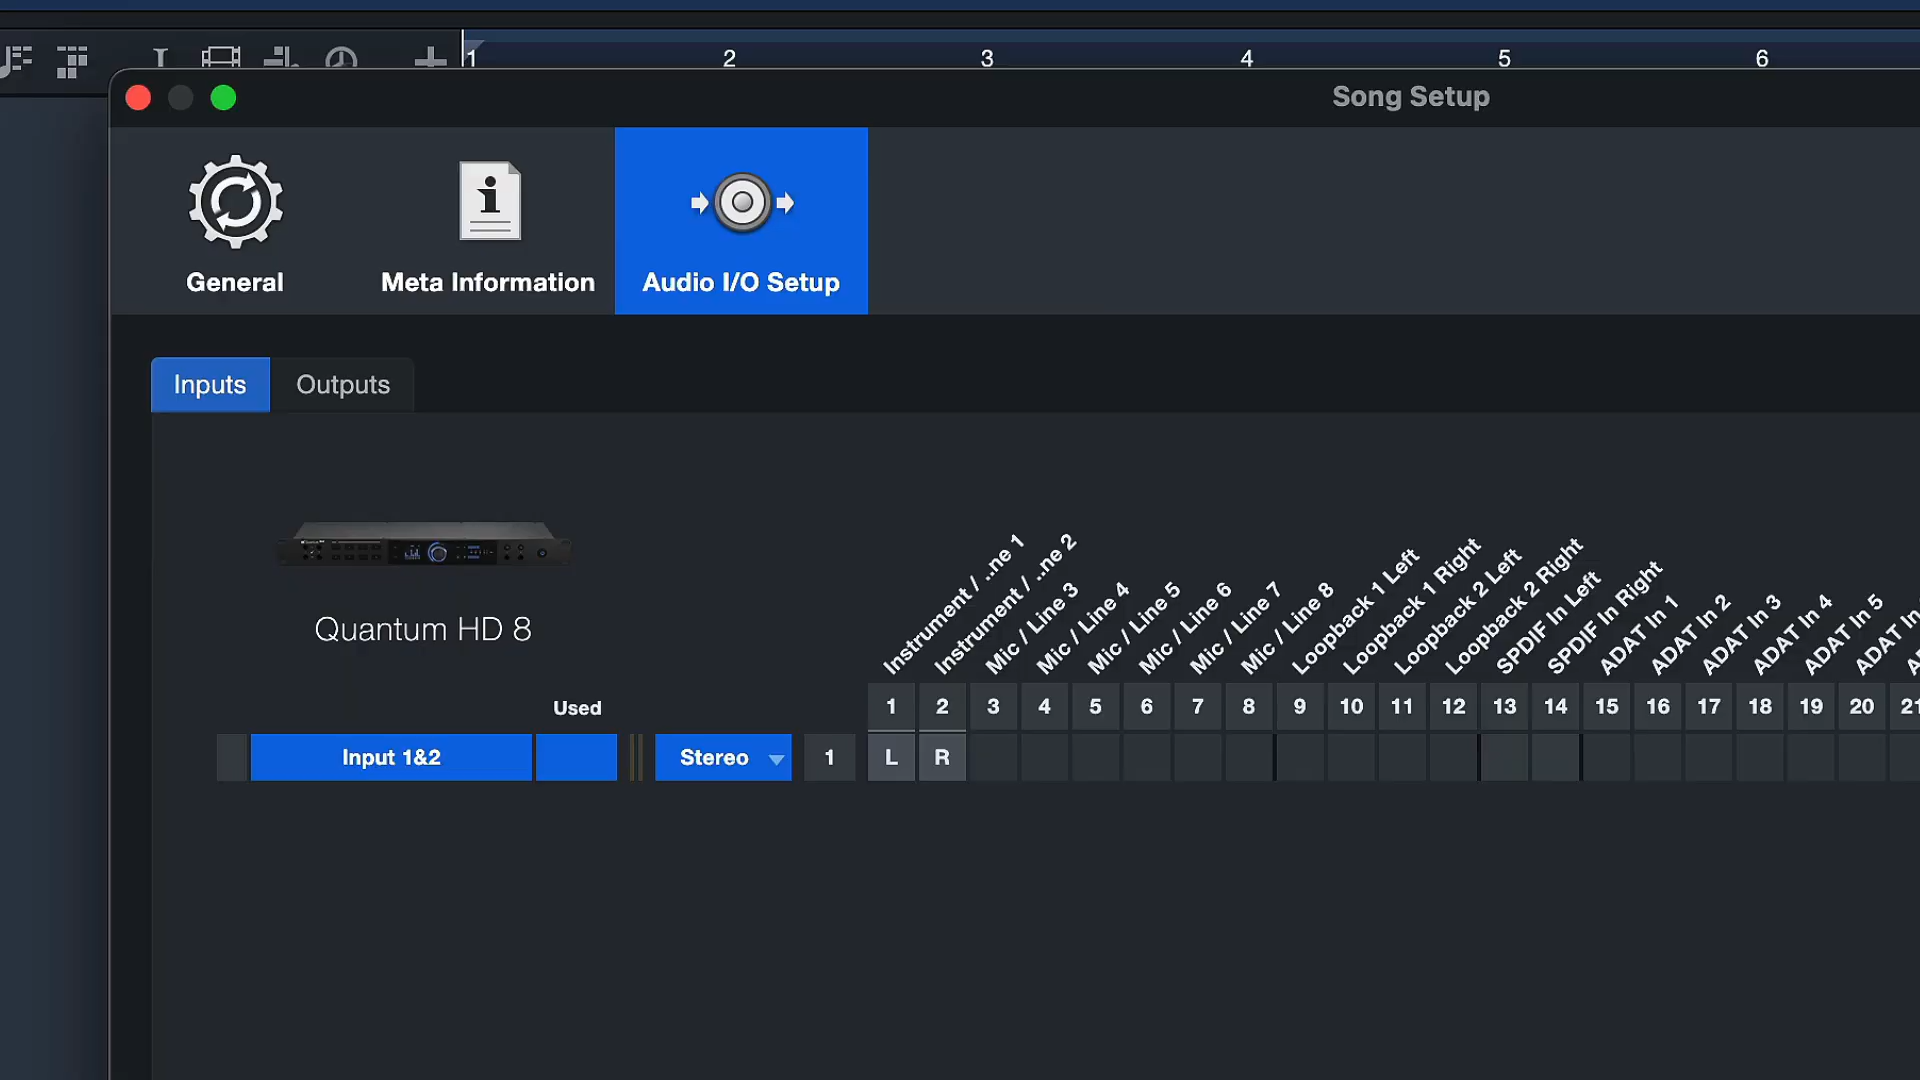 1 2 3 4 5 6
Song Setup
General Meta Information Audio I/O Setup
Inputs Outputs
Quantum HD 8
Instrument / ..ne 1
Instrument / ..ne 2
Mic / Line 3
Mic / Line 4
Mic / Line 5
Mic / Line 6
Mic / Line 7
Mic / Line 8
Loopback 1 Left
Loopback 1 Right
Loopback 2 Left
Loopback 2 Right
SPDIF In Left
SPDIF In Right
ADAT In 1
ADAT In 2
ADAT In 3
ADAT In 4
ADAT In 5
ADAT In
Used 1 2 3 4 5 6 7 8 9 10 11 12 13 14 15 16 17 18 19 20 21
Input 1&2 Stereo 1 L R